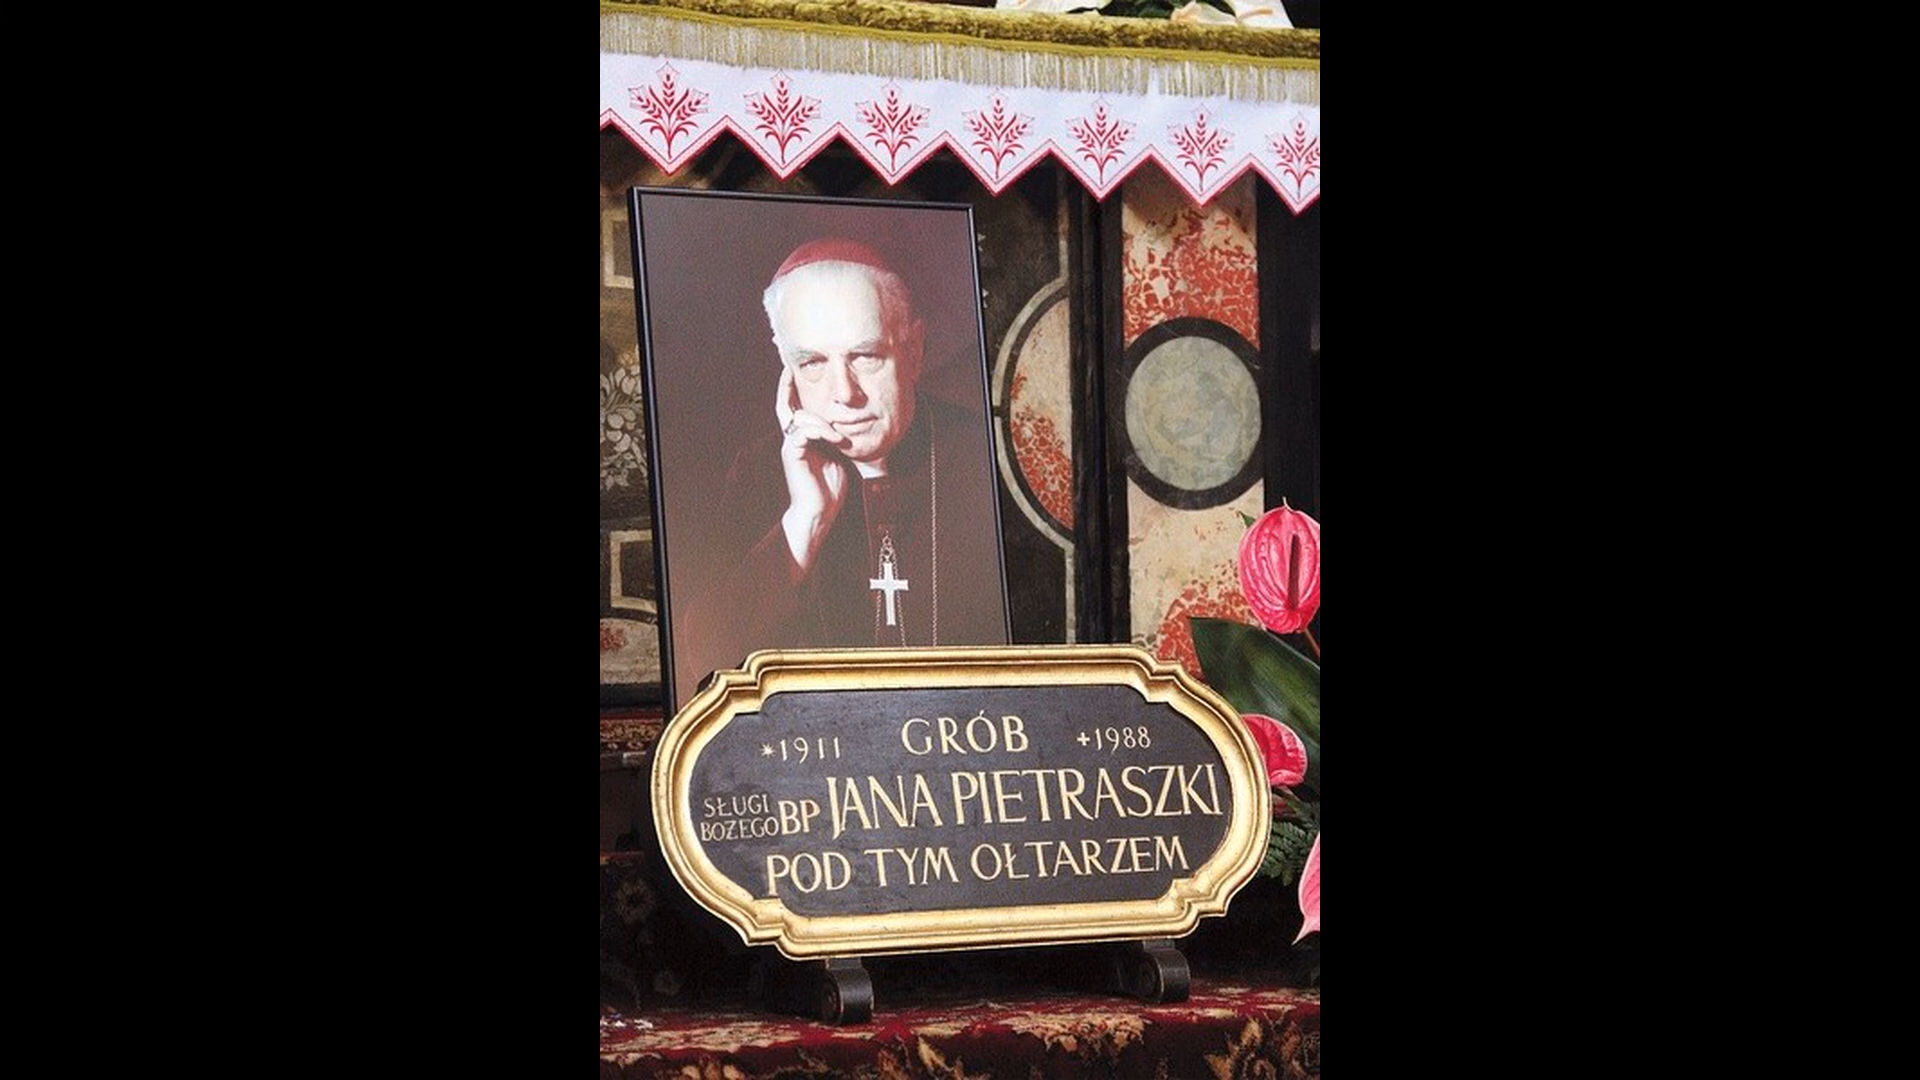 *1911 GRÓB +1988
SŁUGI
BOŻEGO BP JANA PIETRASZKI
POD TYM OŁTARZEM